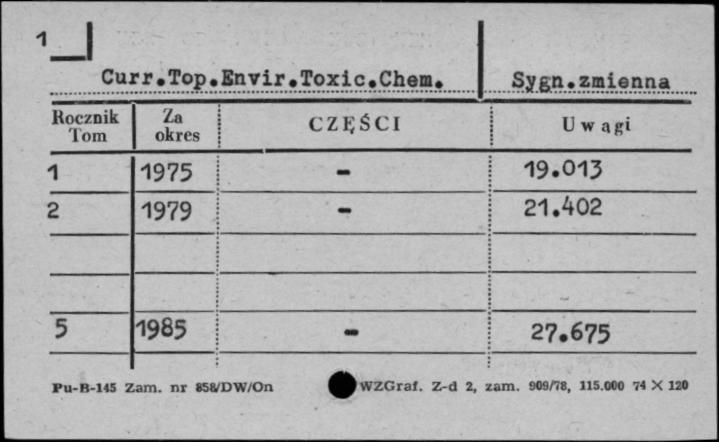 1
Curr.Top.Envir.Toxic.Chem. Sygn.zmienna
Rocznik Tom Za okres CZĘŚCI Uwagi
1 1975 - 19.013
2 1979 - 21.402
5 1985 - 27.675
Pu-B-145 Zam. nr 858/DW/On WZGraf. Z-d 2, zam. 909/78, 115.000 74 X 120